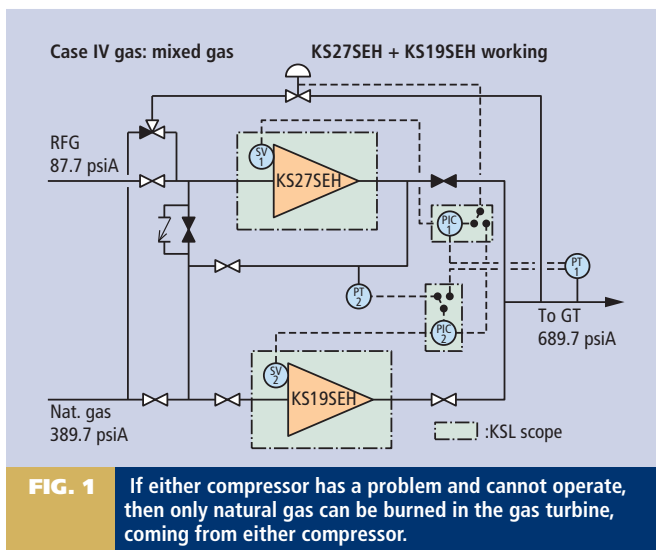 Case IV gas: mixed gas
KS27SEH + KS19SEH working
RFG
87.7 psiA
SV
1
KS27SEH
PIC
1
PT
1
PT
2
PIC
2
To GT
689.7 psiA
SV
2
KS19SEH
Nat. gas
389.7 psiA
:KSL scope
FIG. 1
If either compressor has a problem and cannot operate,
then only natural gas can be burned in the gas turbine,
coming from either compressor.